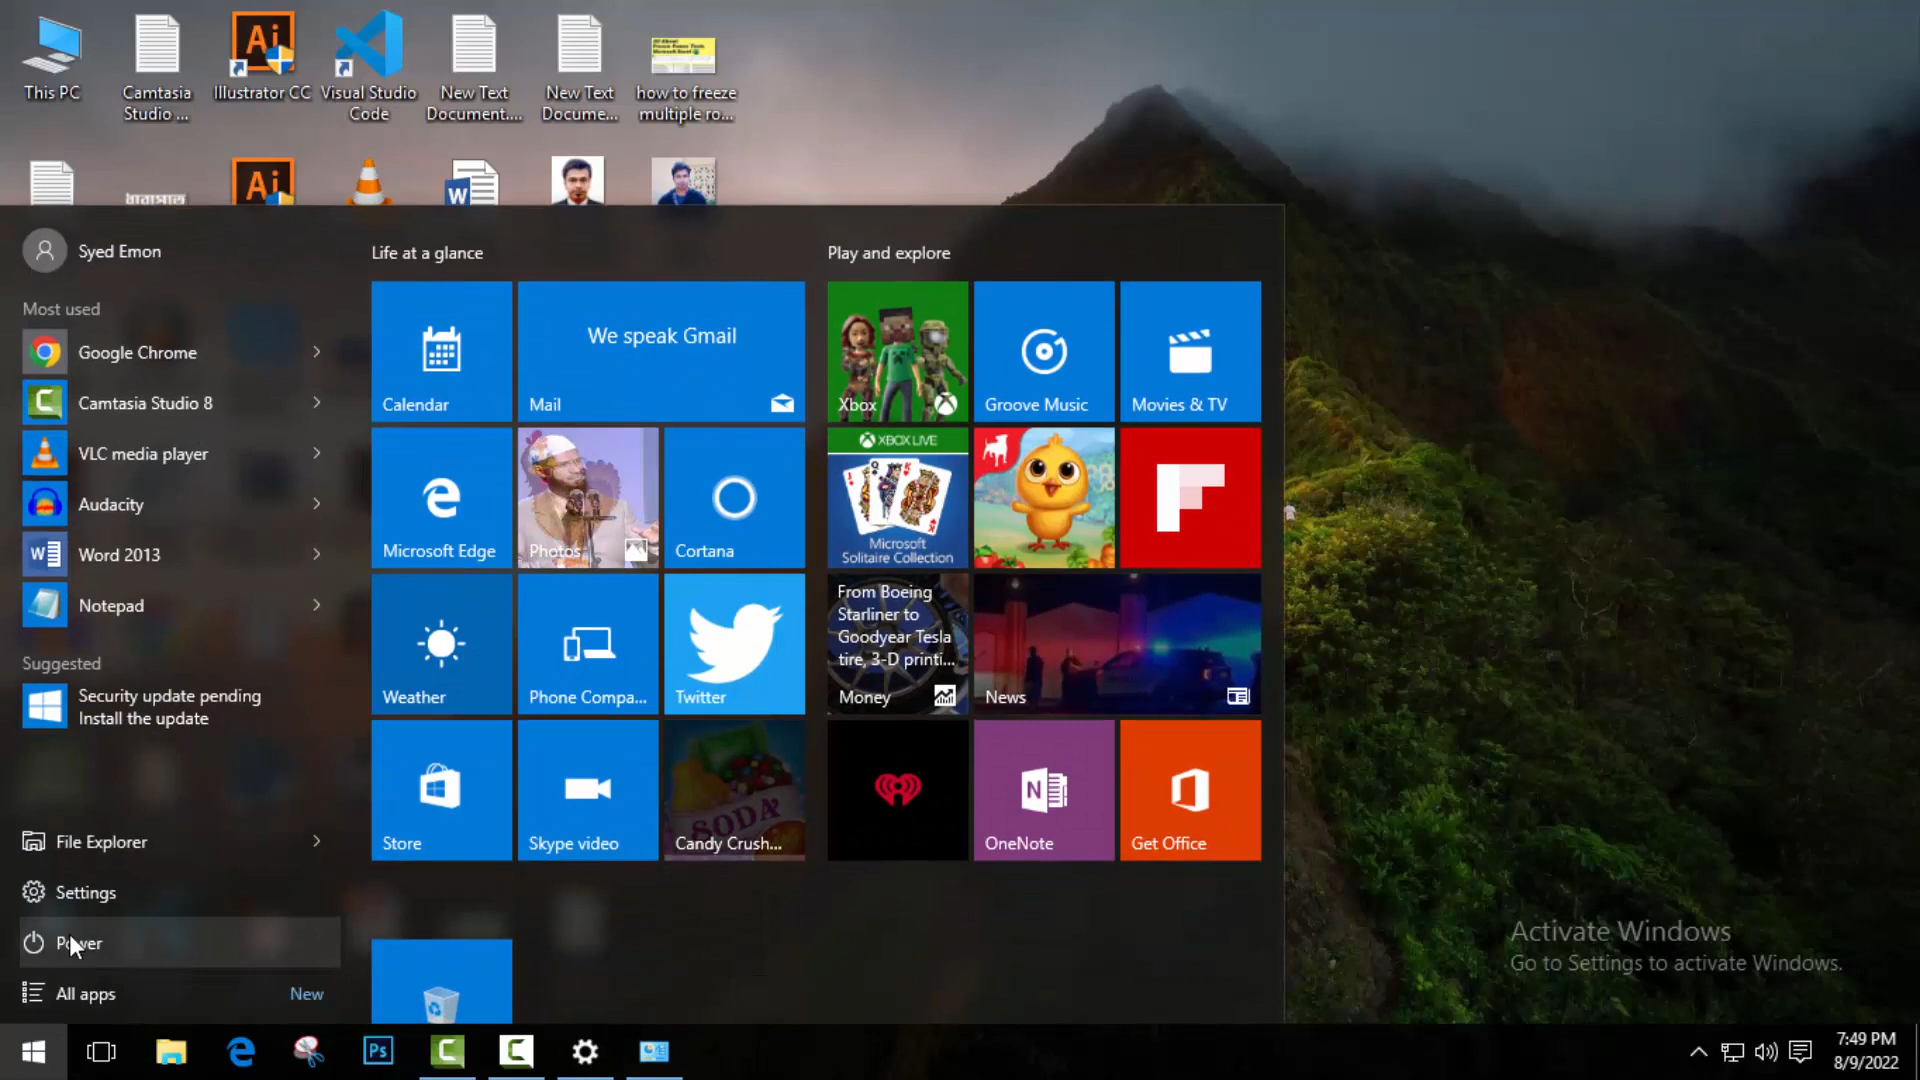 This PC
Camtasia
Studio ...
Illustrator CC
Visual Studio
Code
New Text
Document....
New Text
Docume...
how to freeze
multiple ro...
Ai
Ai
W
Syed Emon
Most used
Google Chrome
Camtasia Studio 8
VLC media player
Audacity
Word 2013
Notepad
Suggested
Security update pending
Install the update
File Explorer
Settings
Power
All apps
New
Life at a glance
Calendar
We speak Gmail
Mail
Microsoft Edge
Photos
Cortana
Weather
Phone Compa...
Twitter
Store
Skype video
SODA
Candy Crush...
Play and explore
Xbox
Groove Music
Movies & TV
XBOX LIVE
Microsoft
Solitaire Collection
From Boeing
Starliner to
Goodyear Tesla
tire, 3-D printi...
Money
News
N
OneNote
Get Office
Activate Windows
Go to Settings to activate Windows.
Ps
7:49 PM
8/9/2022